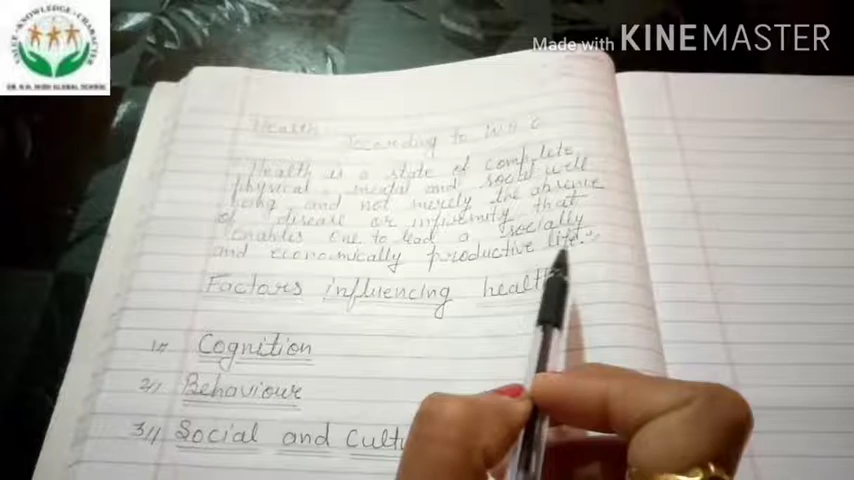 Made with KINEMASTER
Health According to W H O
Health is a state of complete
physical, mental and social well
being and not merely the absence
of disease or infirmity that
enables one to lead a socially
and economically productive life.
Factors influencing health
1. Cognition
2. Behaviour
3. Social and Cultu